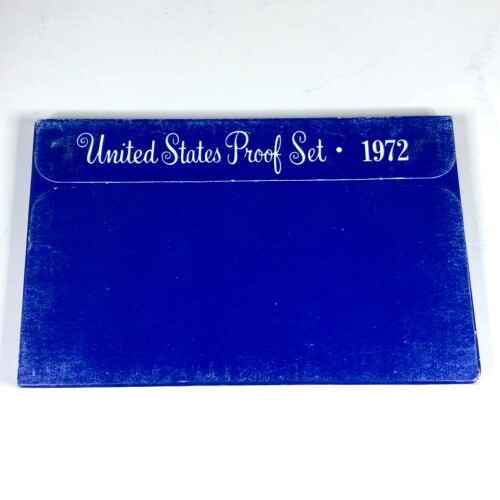 United States Proof Set • 1972